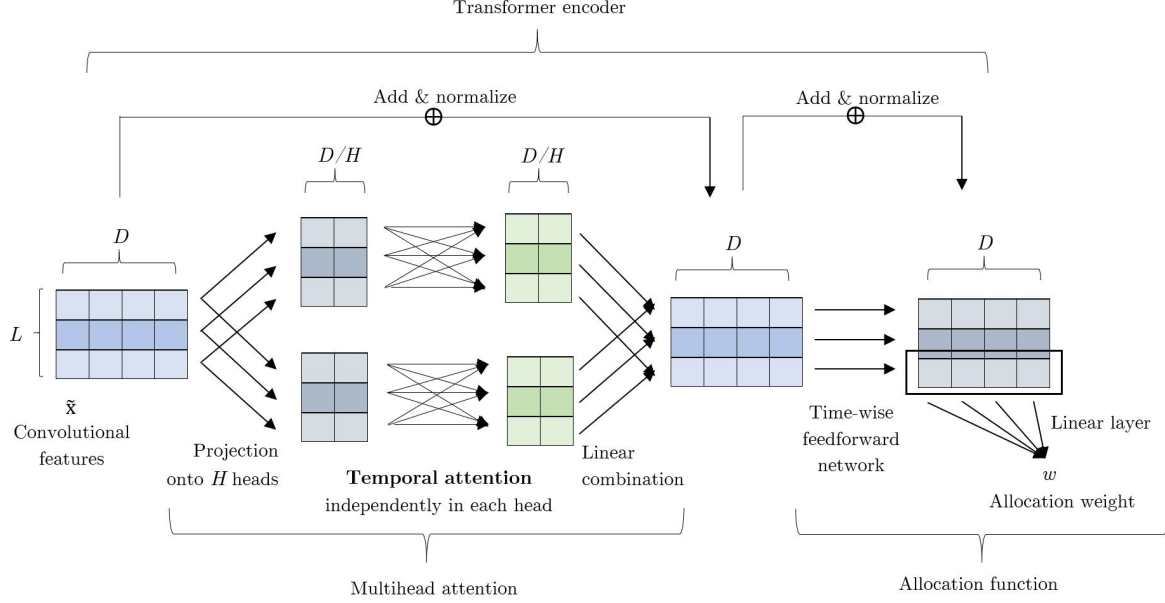 Transformer encoder
Add & normalize
Add & normalize
⊕
⊕
D/H
D/H
D
D
D
L
x̃
Convolutional
features
Projection
onto H heads
Temporal attention
independently in each head
Linear
combination
Time-wise
feedforward
network
Linear layer
w
Allocation weight
Multihead attention
Allocation function